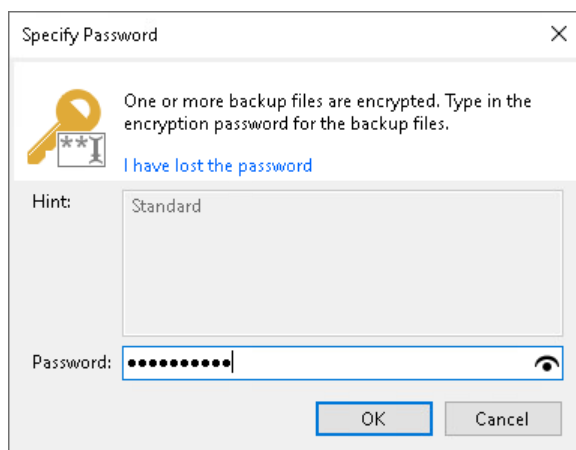 Specify Password
One or more backup files are encrypted. Type in the
encryption password for the backup files.
I have lost the password
Hint:
Standard
Password: ••••••••••
OK
Cancel